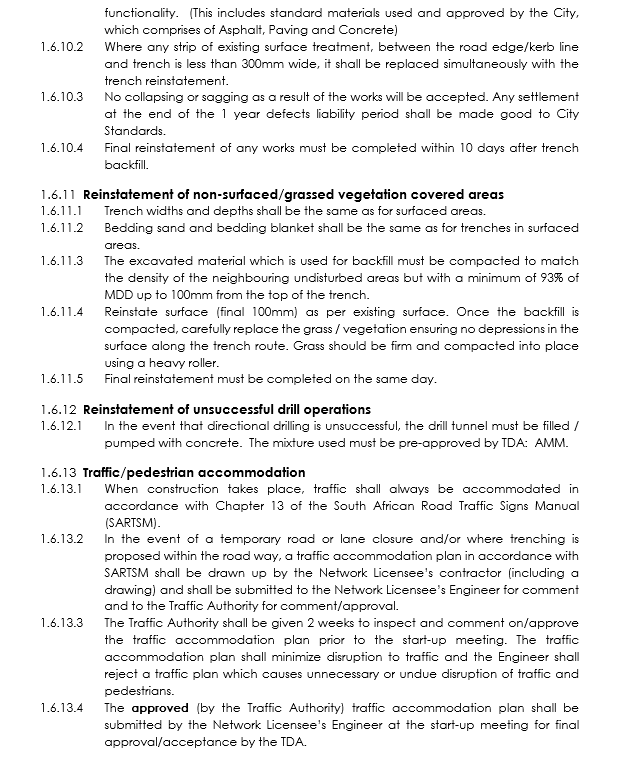 functionality. (This includes standard materials used and approved by the City,
which comprises of Asphalt, Paving and Concrete)
1.6.10.2 Where any strip of existing surface treatment, between the road edge/kerb line
and trench is less than 300mm wide, it shall be replaced simultaneously with the
trench reinstatement.
1.6.10.3 No collapsing or sagging as a result of the works will be accepted. Any settlement
at the end of the 1 year defects liability period shall be made good to City
Standards.
1.6.10.4 Final reinstatement of any works must be completed within 10 days after trench
backfill.
1.6.11 Reinstatement of non-surfaced/grassed vegetation covered areas
1.6.11.1 Trench widths and depths shall be the same as for surfaced areas.
1.6.11.2 Bedding sand and bedding blanket shall be the same as for trenches in surfaced
areas.
1.6.11.3 The excavated material which is used for backfill must be compacted to match
the density of the neighbouring undisturbed areas but with a minimum of 93% of
MDD up to 100mm from the top of the trench.
1.6.11.4 Reinstate surface (final 100mm) as per existing surface. Once the backfill is
compacted, carefully replace the grass / vegetation ensuring no depressions in the
surface along the trench route. Grass should be firm and compacted into place
using a heavy roller.
1.6.11.5 Final reinstatement must be completed on the same day.
1.6.12 Reinstatement of unsuccessful drill operations
1.6.12.1 In the event that directional drilling is unsuccessful, the drill tunnel must be filled /
pumped with concrete. The mixture used must be pre-approved by TDA: AMM.
1.6.13 Traffic/pedestrian accommodation
1.6.13.1 When construction takes place, traffic shall always be accommodated in
accordance with Chapter 13 of the South African Road Traffic Signs Manual
(SARTSM).
1.6.13.2 In the event of a temporary road or lane closure and/or where trenching is
proposed within the road way, a traffic accommodation plan in accordance with
SARTSM shall be drawn up by the Network Licensee's contractor (including a
drawing) and shall be submitted to the Network Licensee's Engineer for comment
and to the Traffic Authority for comment/approval.
1.6.13.3 The Traffic Authority shall be given 2 weeks to inspect and comment on/approve
the traffic accommodation plan prior to the start-up meeting. The traffic
accommodation plan shall minimize disruption to traffic and the Engineer shall
reject a traffic plan which causes unnecessary or undue disruption of traffic and
pedestrians.
1.6.13.4 The approved (by the Traffic Authority) traffic accommodation plan shall be
submitted by the Network Licensee's Engineer at the start-up meeting for final
approval/acceptance by the TDA.